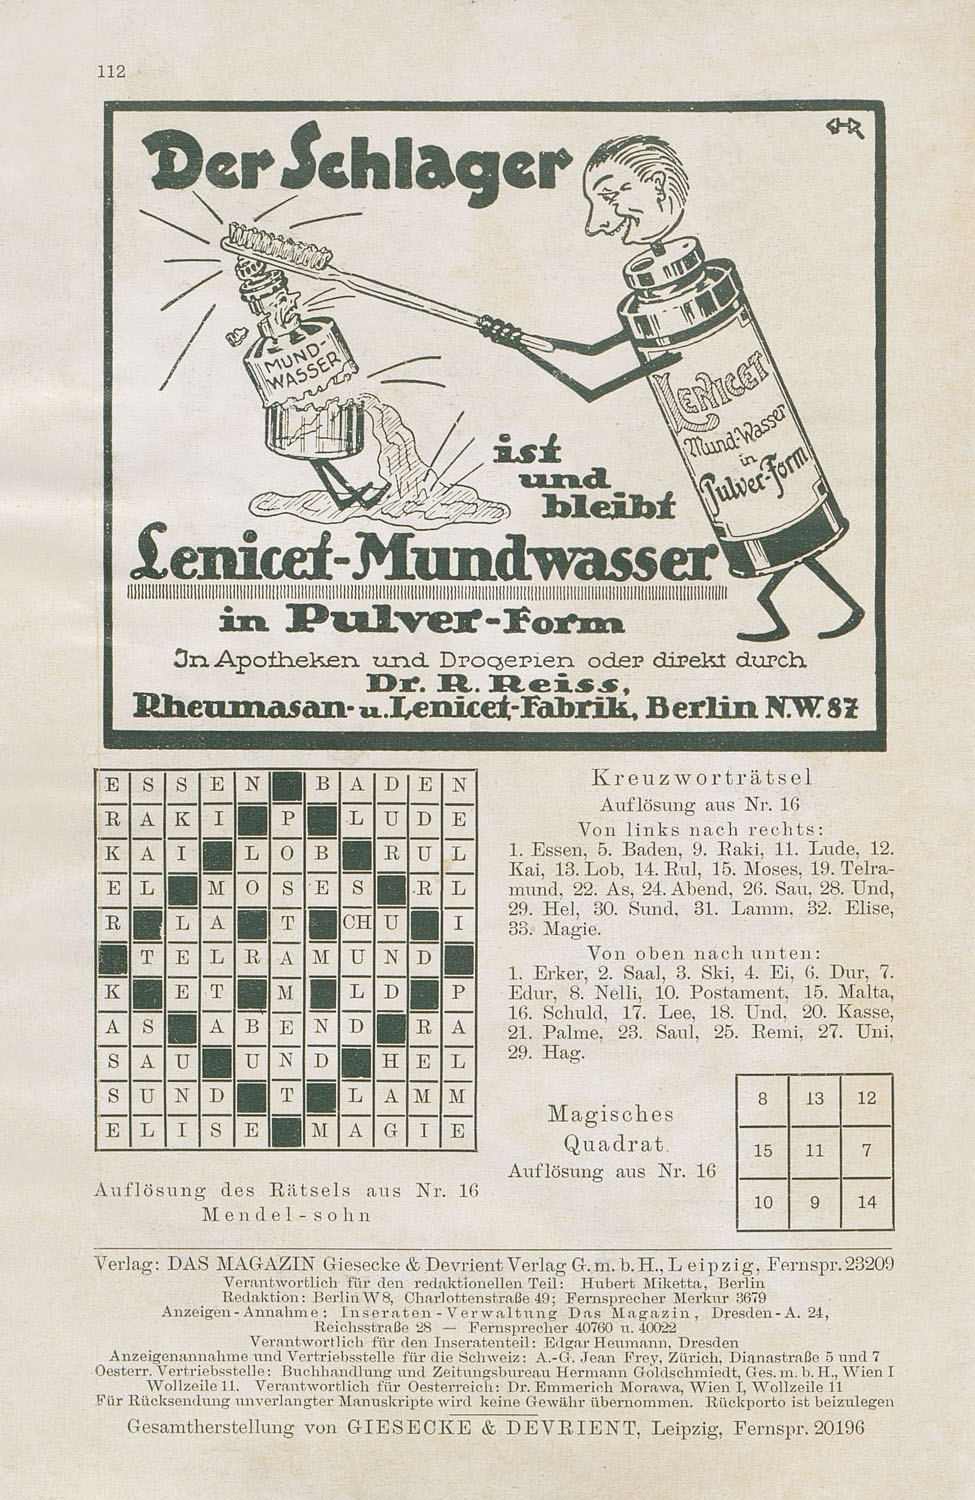 112
Der Schlager
MUND-
WASSER
LENICET
Mund-Wasser
in
Pulver-Form
ist
und
bleibt
Lenicet-Mundwasser
in Pulver-Form
In Apotheken und Drogerien oder direkt durch
Dr. R. Reiss,
Rheumasan- u. Lenicet-Fabrik, Berlin N.W. 87
E S S E N B A D E N
R A K I P L U D E
K A I L O B R U L
E L M O S E S R L
R L A T CH U I
T E L R A M U N D
K E T M L D P
A S A B E N D R A
S A U U N D H E L
S U N D T L A M M
E L I S E M A G I E
Auflösung des Rätsels aus Nr. 16
Mendel-sohn
Kreuzworträtsel
Auflösung aus Nr. 16
Von links nach rechts:
1. Essen, 5. Baden, 9. Raki, 11. Lude, 12.
Kai, 13. Lob, 14. Rul, 15. Moses, 19. Telra-
mund, 22. As, 24. Abend, 26. Sau, 28. Und,
29. Hel, 30. Sund, 31. Lamm, 32. Elise,
33. Magie.
Von oben nach unten:
1. Erker, 2. Saal, 3. Ski, 4. Ei, 6. Dur, 7.
Edur, 8. Nelli, 10. Postament, 15. Malta,
16. Schuld, 17. Lee, 18. Und, 20. Kasse,
21. Palme, 23. Saul, 25. Remi, 27. Uni,
29. Hag.
Magisches
Quadrat.
Auflösung aus Nr. 16
8 13 12
15 11 7
10 9 14
Verlag: DAS MAGAZIN Giesecke & Devrient Verlag G. m. b. H., Leipzig, Fernspr. 23209
Verantwortlich für den redaktionellen Teil: Hubert Miketta, Berlin
Redaktion: Berlin W 8, Charlottenstraße 49; Fernsprecher Merkur 3679
Anzeigen-Annahme: Inseraten-Verwaltung Das Magazin, Dresden-A. 24,
Reichsstraße 28 — Fernsprecher 40760 u. 40022
Verantwortlich für den Inseratenteil: Edgar Heumann, Dresden
Anzeigenannahme und Vertriebsstelle für die Schweiz: A.-G. Jean Frey, Zürich, Dianastraße 5 und 7
Oesterr. Vertriebsstelle: Buchhandlung und Zeitungsbureau Hermann Goldschmiedt, Ges. m. b. H., Wien I
Wollzeile 11. Verantwortlich für Oesterreich: Dr. Emmerich Morawa, Wien I, Wollzeile 11
Für Rücksendung unverlangter Manuskripte wird keine Gewähr übernommen. Rückporto ist beizulegen
Gesamtherstellung von GIESECKE & DEVRIENT, Leipzig, Fernspr. 20196